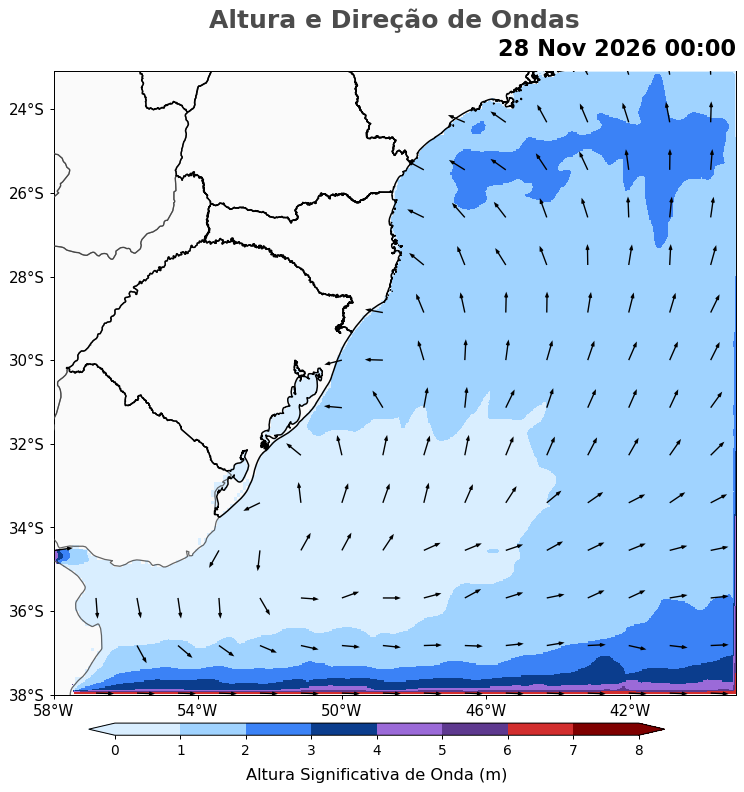 Altura e Direção de Ondas
28 Nov 2026 00:00
24°S
26°S
28°S
30°S
32°S
34°S
36°S
38°S
58°W 54°W 50°W 46°W 42°W
0 1 2 3 4 5 6 7 8
Altura Significativa de Onda (m)